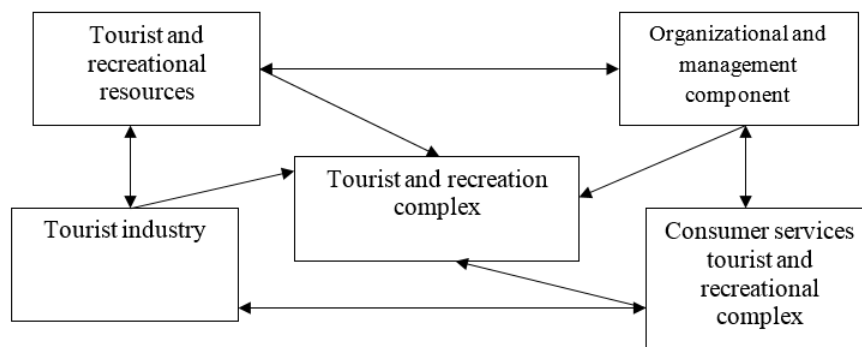 Tourist and
recreational
resources
Organizational and
management
component
Tourist and recreation
complex
Tourist industry
Consumer services
tourist and
recreational
complex